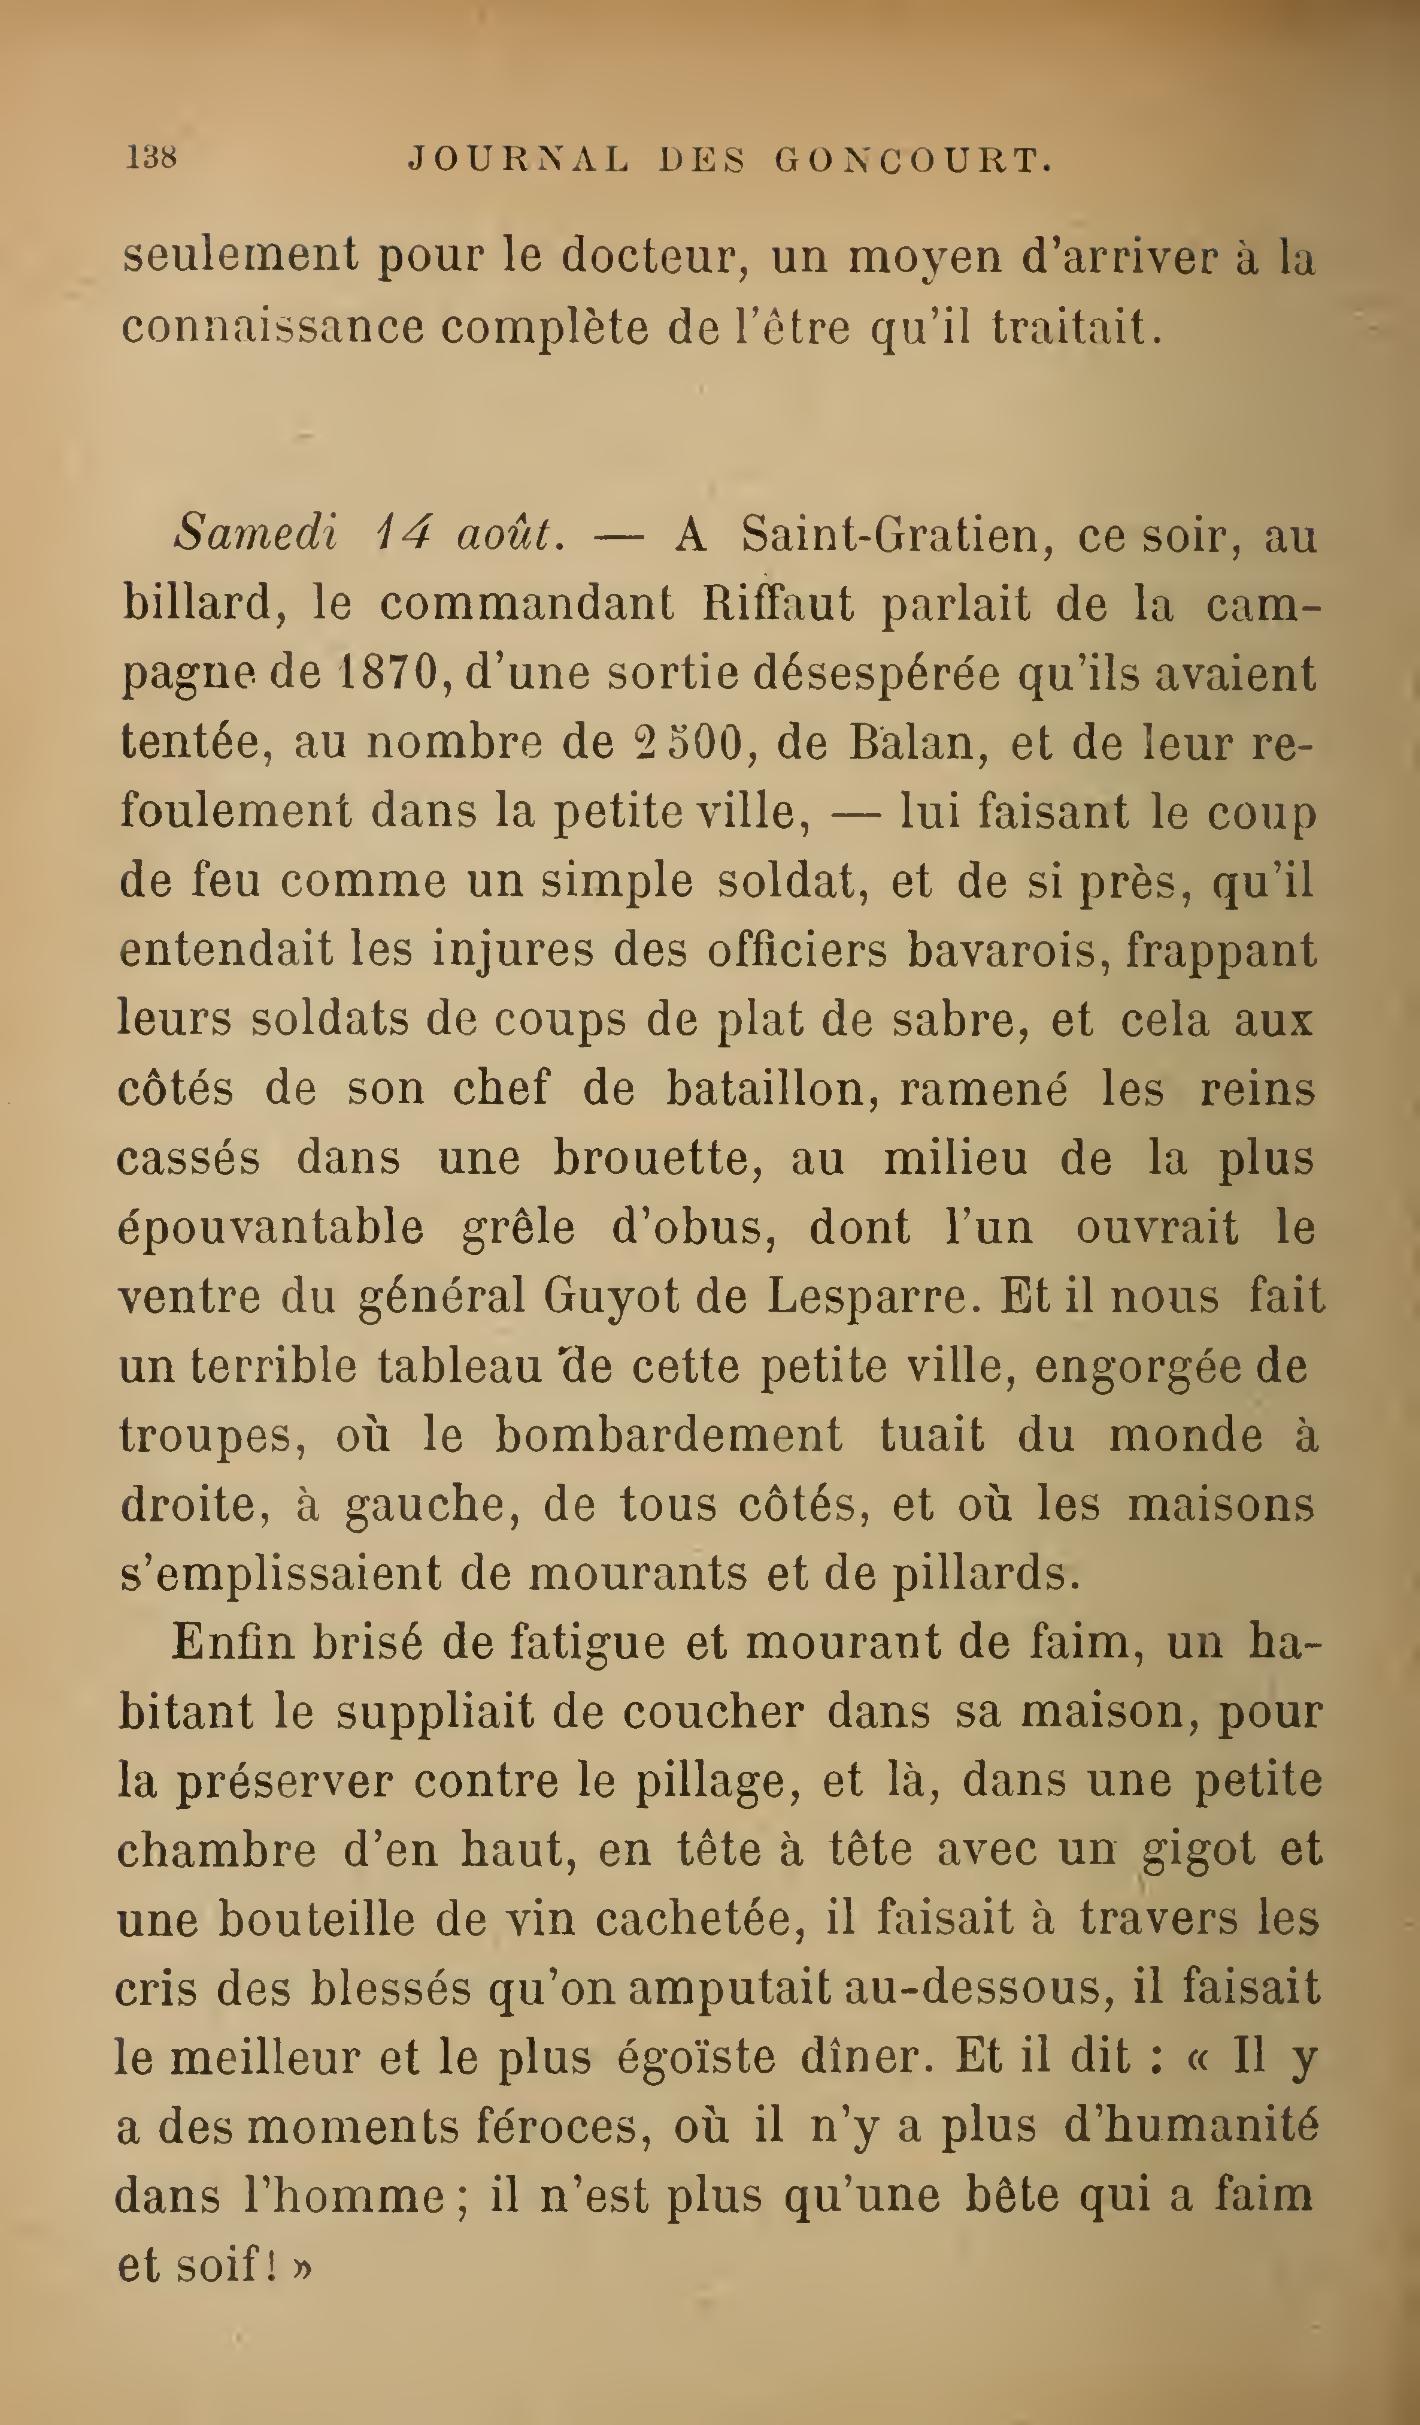 138 JOURNAL DES GONCOURT.
seulement pour le docteur, un moyen d'arriver à la
connaissance complète de l'être qu'il traitait.
Samedi 14 août. — A Saint-Gratien, ce soir, au
billard, le commandant Riffaut parlait de la cam-
pagne de 1870, d'une sortie désespérée qu'ils avaient
tentée, au nombre de 2500, de Balan, et de leur re-
foulement dans la petite ville, — lui faisant le coup
de feu comme un simple soldat, et de si près, qu'il
entendait les injures des officiers bavarois, frappant
leurs soldats de coups de plat de sabre, et cela aux
côtés de son chef de bataillon, ramené les reins
cassés dans une brouette, au milieu de la plus
épouvantable grêle d'obus, dont l'un ouvrait le
ventre du général Guyot de Lesparre. Et il nous fait
un terrible tableau de cette petite ville, engorgée de
troupes, où le bombardement tuait du monde à
droite, à gauche, de tous côtés, et où les maisons
s'emplissaient de mourants et de pillards.
Enfin brisé de fatigue et mourant de faim, un ha-
bitant le suppliait de coucher dans sa maison, pour
la préserver contre le pillage, et là, dans une petite
chambre d'en haut, en tête à tête avec un gigot et
une bouteille de vin cachetée, il faisait à travers les
cris des blessés qu'on amputait au-dessous, il faisait
le meilleur et le plus égoïste dîner. Et il dit : « Il y
a des moments féroces, où il n'y a plus d'humanité
dans l'homme ; il n'est plus qu'une bête qui a faim
et soif! »